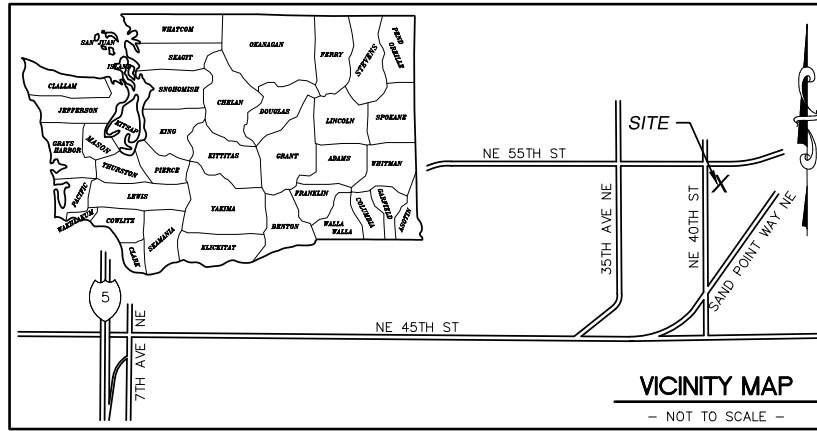 WHATCOM
SAN JUAN
SKAGIT
ISLAND
OKANAGAN
FERRY
STEVENS
PEND
OREILLE
CLALLAM
SNOHOMISH
CHELAN
DOUGLAS
JEFFERSON
KITSAP
LINCOLN
SPOKANE
KING
GRAYS
HARBOR
MASON
KITTITAS
GRANT
ADAMS
WHITMAN
THURSTON
PIERCE
PACIFIC
LEWIS
YAKIMA
FRANKLIN
BENTON
WALLA
WALLA
COLUMBIA
GARFIELD
ASOTIN
WAHKIAKUM
COWLITZ
SKAMANIA
KLICKITAT
CLARK
SITE
NE 55TH ST
35TH AVE NE
NE 40TH ST
SAND POINT WAY NE
5
NE 45TH ST
7TH AVE NE
VICINITY MAP
- NOT TO SCALE -